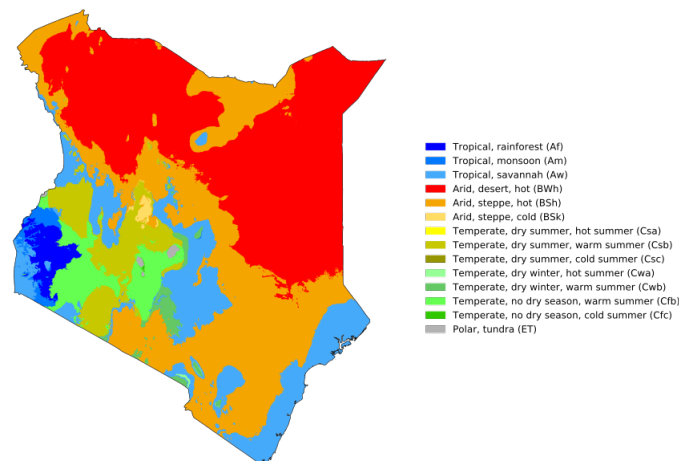 Tropical, rainforest (Af)
Tropical, monsoon (Am)
Tropical, savannah (Aw)
Arid, desert, hot (BWh)
Arid, steppe, hot (BSh)
Arid, steppe, cold (BSk)
Temperate, dry summer, hot summer (Csa)
Temperate, dry summer, warm summer (Csb)
Temperate, dry summer, cold summer (Csc)
Temperate, dry winter, hot summer (Cwa)
Temperate, dry winter, warm summer (Cwb)
Temperate, no dry season, warm summer (Cfb)
Temperate, no dry season, cold summer (Cfc)
Polar, tundra (ET)